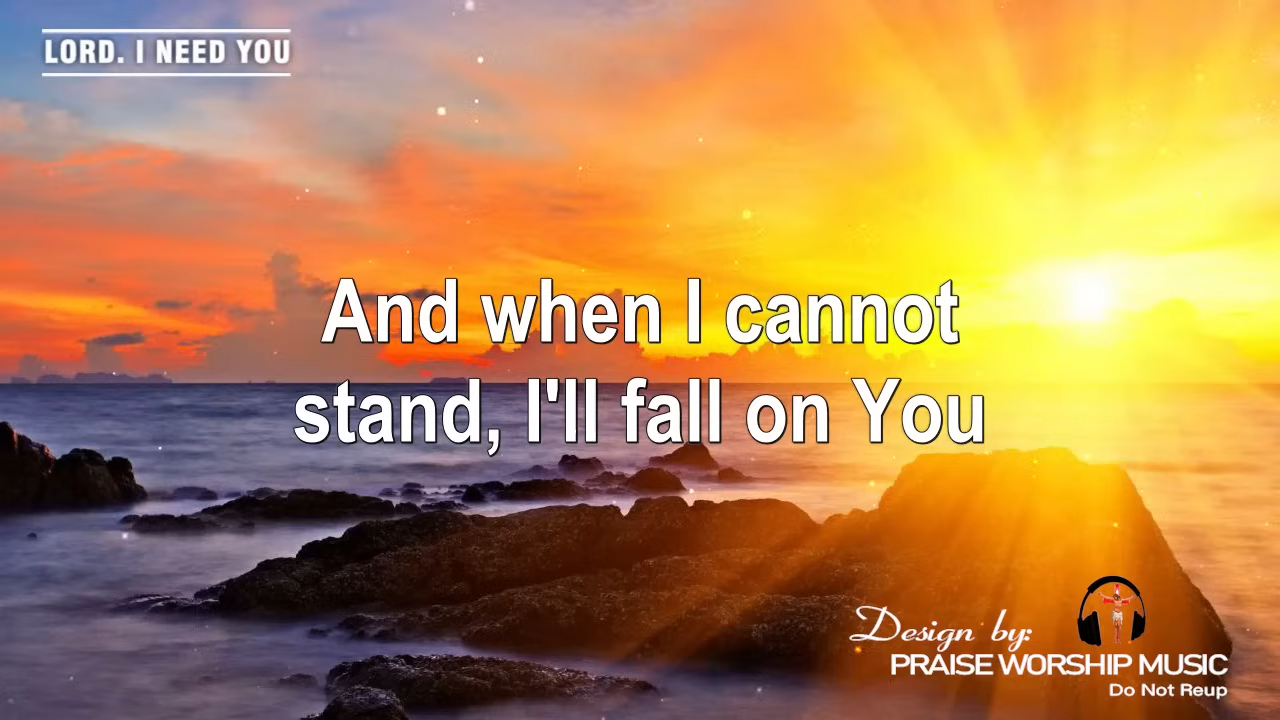 LORD. I NEED YOU
And when I cannot
stand, I'll fall on You
Design by:
PRAISE WORSHIP MUSIC
Do Not Reup